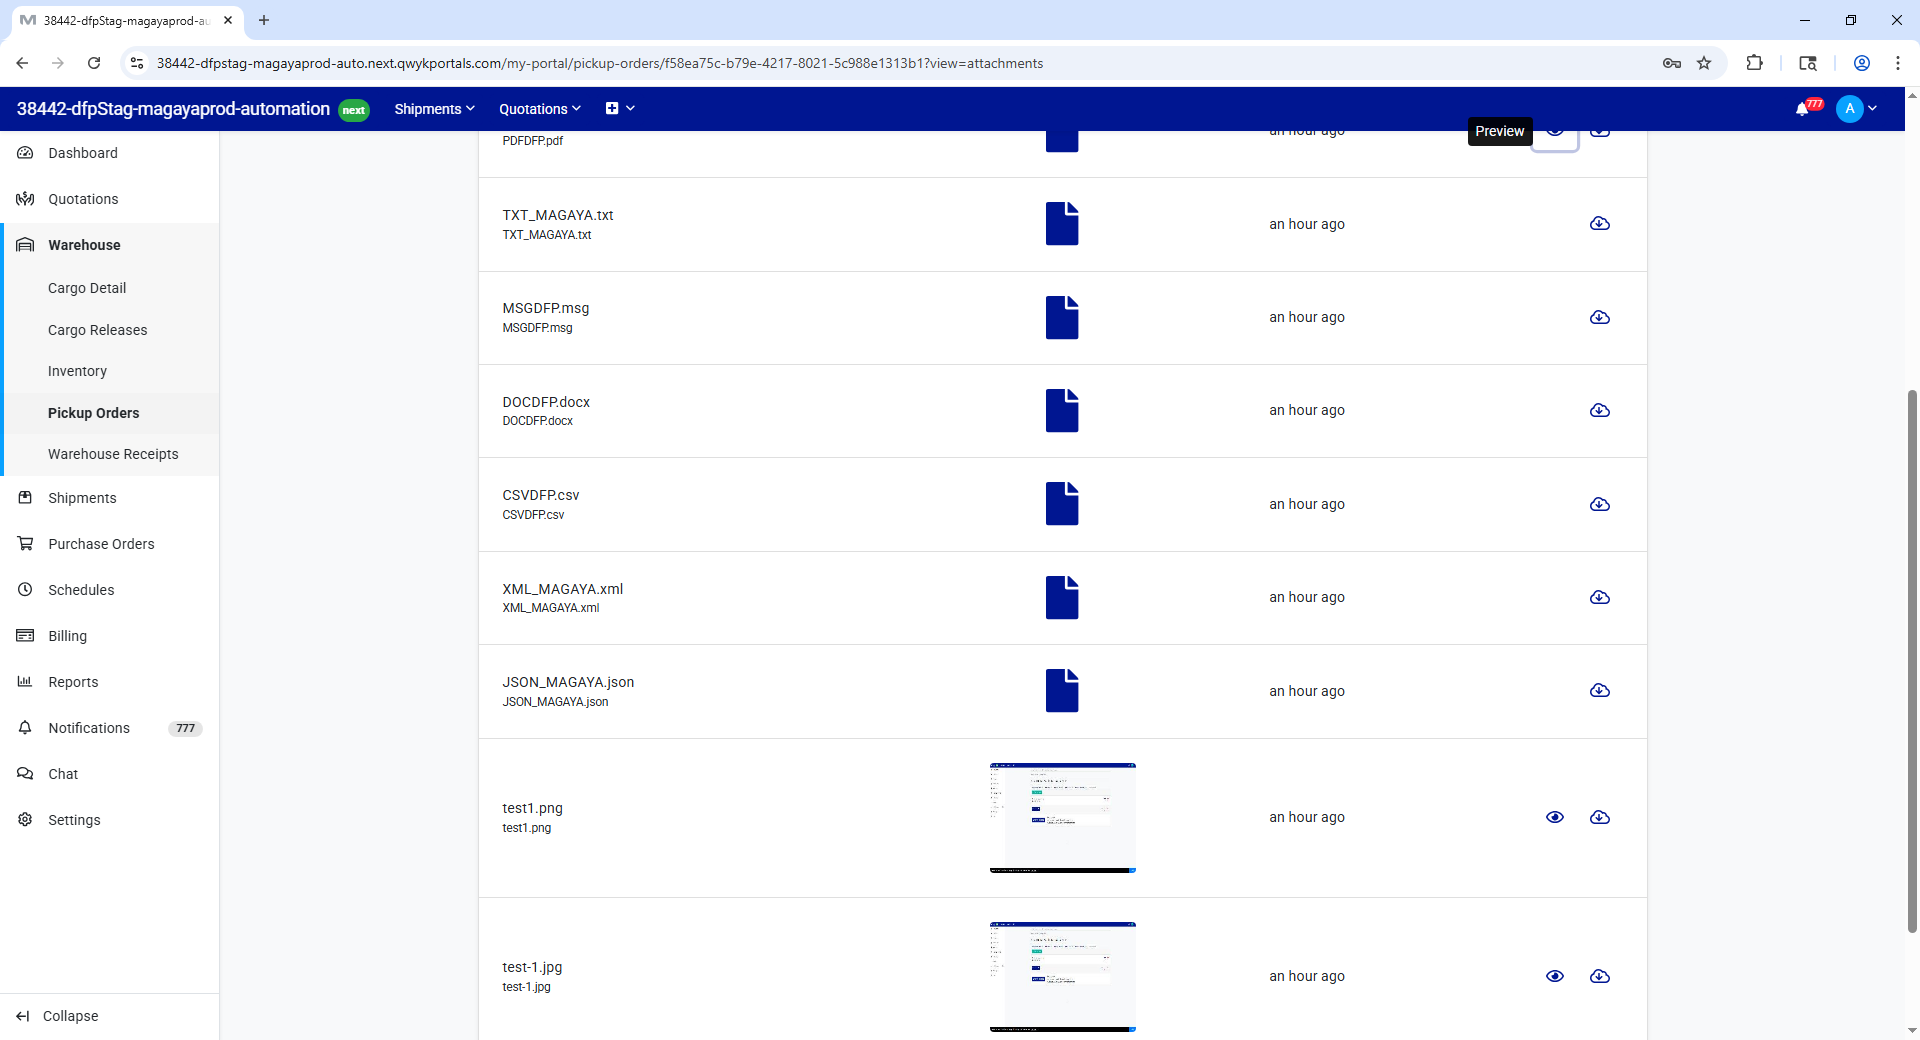 38442-dfpStag-magayaprod-au
38442-dfpstag-magayaprod-auto.next.qwykportals.com/my-portal/pickup-orders/f58ea75c-b79e-4217-8021-5c988e1313b1?view=attachments
38442-dfpStag-magayaprod-automation
next
Shipments
Quotations
777
A
Dashboard
Quotations
Warehouse
Cargo Detail
Cargo Releases
Inventory
Pickup Orders
Warehouse Receipts
Shipments
Purchase Orders
Schedules
Billing
Reports
Notifications 777
Chat
Settings
Collapse
PDFDFP.pdf
an hour ago
Preview
TXT_MAGAYA.txt
TXT_MAGAYA.txt
an hour ago
MSGDFP.msg
MSGDFP.msg
an hour ago
DOCDFP.docx
DOCDFP.docx
an hour ago
CSVDFP.csv
CSVDFP.csv
an hour ago
XML_MAGAYA.xml
XML_MAGAYA.xml
an hour ago
JSON_MAGAYA.json
JSON_MAGAYA.json
an hour ago
test1.png
test1.png
an hour ago
test-1.jpg
test-1.jpg
an hour ago